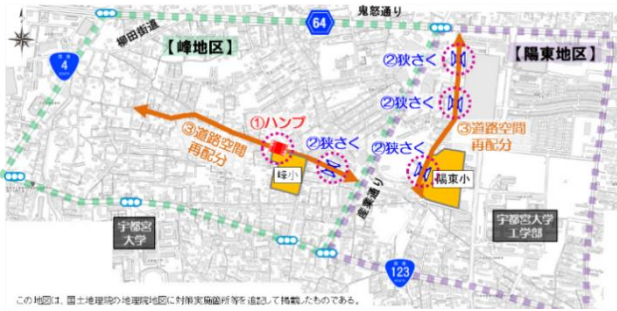 鬼怒通り
64
柳田街道
【峰地区】
【陽東地区】
国道
4
②狭さく
②狭さく
①ハンプ
③道路空間
再配分
②狭さく
②狭さく
③道路空間
再配分
峰小
陽東小
産業通り
宇都宮
大学
宇都宮大学
工学部
国道
123
この地図は、国土地理院の地理院地図に対策実施箇所等を追記して掲載したものである。